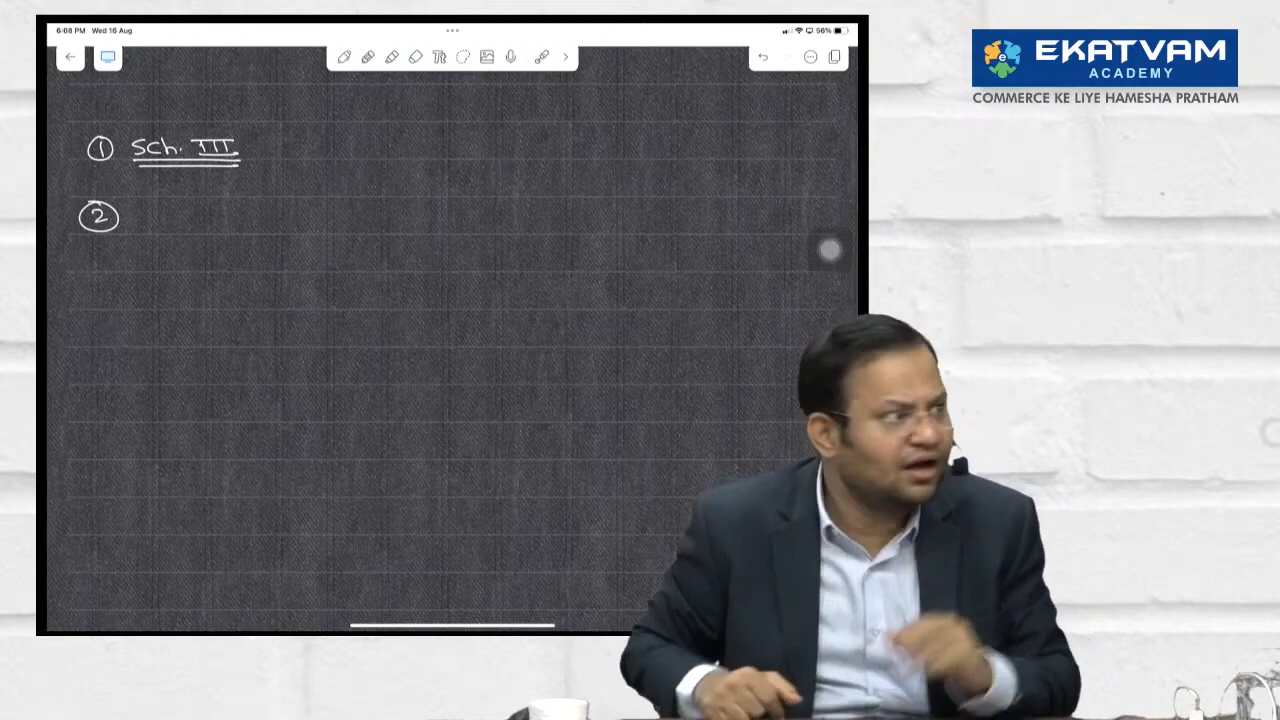 6:08 PM Wed 16 Aug
56%
EKATVAM
ACADEMY
COMMERCE KE LIYE HAMESHA PRATHAM
e
① Sch. III
②